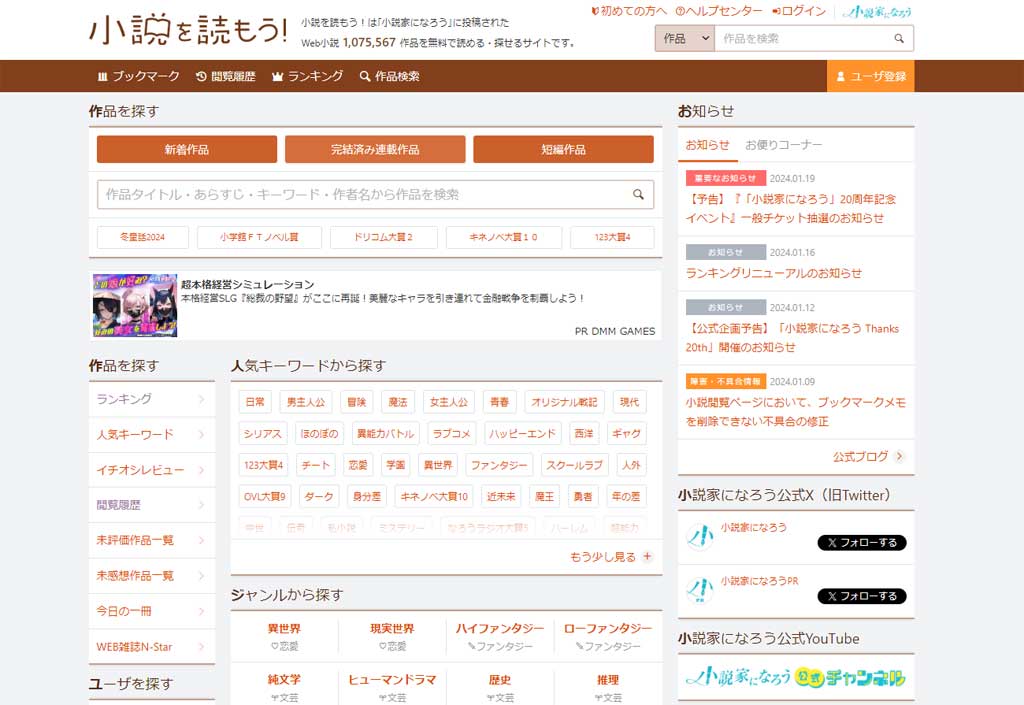 小説を読もう!
小説を読もう!は「小説家になろう」に投稿された
Web小説 1,075,567 作品を無料で読める・探せるサイトです。
初めての方へ ヘルプセンター ログイン 小説家になろう
作品 作品を検索
ブックマーク 閲覧履歴 ランキング 作品検索 ユーザ登録
作品を探す
新着作品 完結済み連載作品 短編作品
作品タイトル・あらすじ・キーワード・作者名から作品を検索
冬童話2024 小学館FTノベル賞 ドリコム大賞2 キネノベ大賞10 123大賞4
超本格経営シミュレーション
本格経営SLG『総裁の野望』がここに再誕！美麗なキャラを引き連れて金融戦争を制覇しよう！
PR DMM GAMES
作品を探す
ランキング
人気キーワード
イチオシレビュー
閲覧履歴
未評価作品一覧
未感想作品一覧
今日の一冊
WEB雑誌N-Star
ユーザを探す
人気キーワードから探す
日常 男主人公 冒険 魔法 女主人公 青春 オリジナル戦記 現代
シリアス ほのぼの 異能力バトル ラブコメ ハッピーエンド 西洋 ギャグ
123大賞4 チート 恋愛 学園 異世界 ファンタジー スクールラブ 人外
OVL大賞9 ダーク 身分差 キネノベ大賞10 近未来 魔王 勇者 年の差
中世 伝奇 私小説 ミステリー なろうラジオ大賞5 ハーレム 超能力
もう少し見る +
ジャンルから探す
異世界 現実世界 ハイファンタジー ローファンタジー
恋愛 恋愛 ファンタジー ファンタジー
純文学 ヒューマンドラマ 歴史 推理
文芸 文芸 文芸 文芸
お知らせ
お知らせ お便りコーナー
重要なお知らせ 2024.01.19
【予告】『「小説家になろう」20周年記念
イベント』一般チケット抽選のお知らせ
お知らせ 2024.01.16
ランキングリニューアルのお知らせ
お知らせ 2024.01.12
【公式企画予告】「小説家になろう Thanks
20th」開催のお知らせ
障害・不具合情報 2024.01.09
小説閲覧ページにおいて、ブックマークメモ
を削除できない不具合の修正
公式ブログ
小説家になろう公式X（旧Twitter）
小説家になろう
フォローする
小説家になろうPR
フォローする
小説家になろう公式YouTube
小説家になろう公式チャンネル